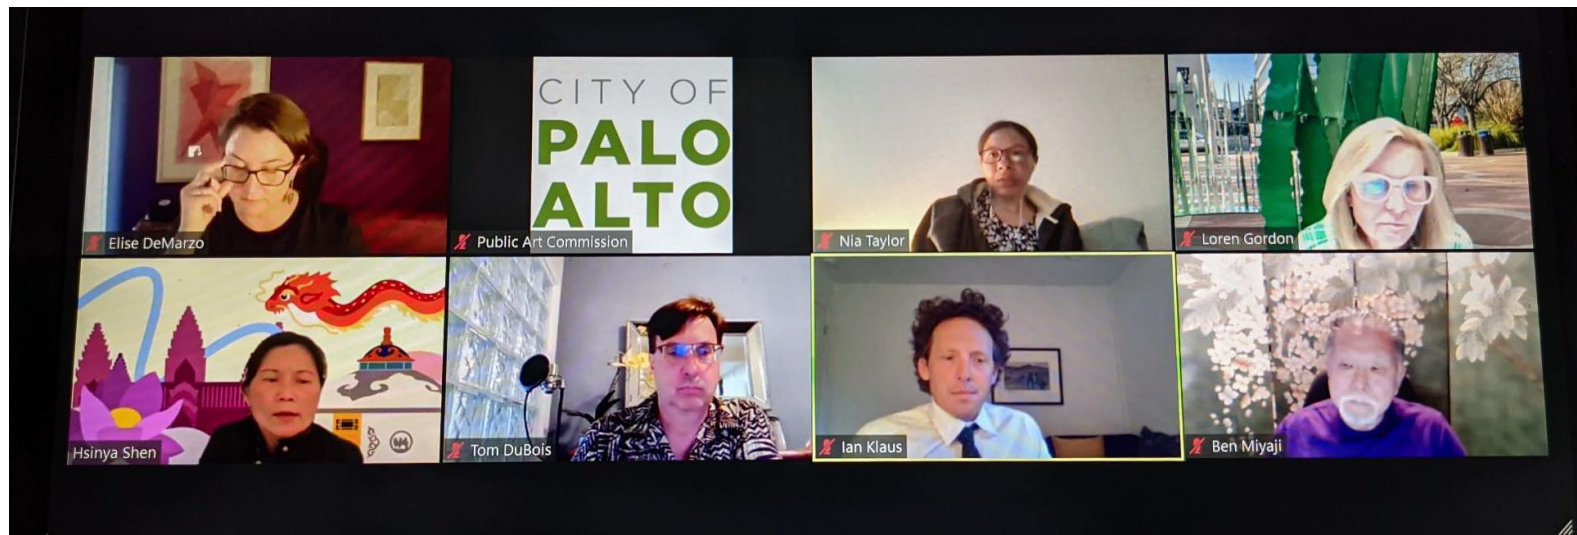 CITY OF
PALO
ALTO
Elise DeMarzo
Public Art Commission
Nia Taylor
Loren Gordon
Hsinya Shen
Tom DuBois
Ian Klaus
Ben Miyaji